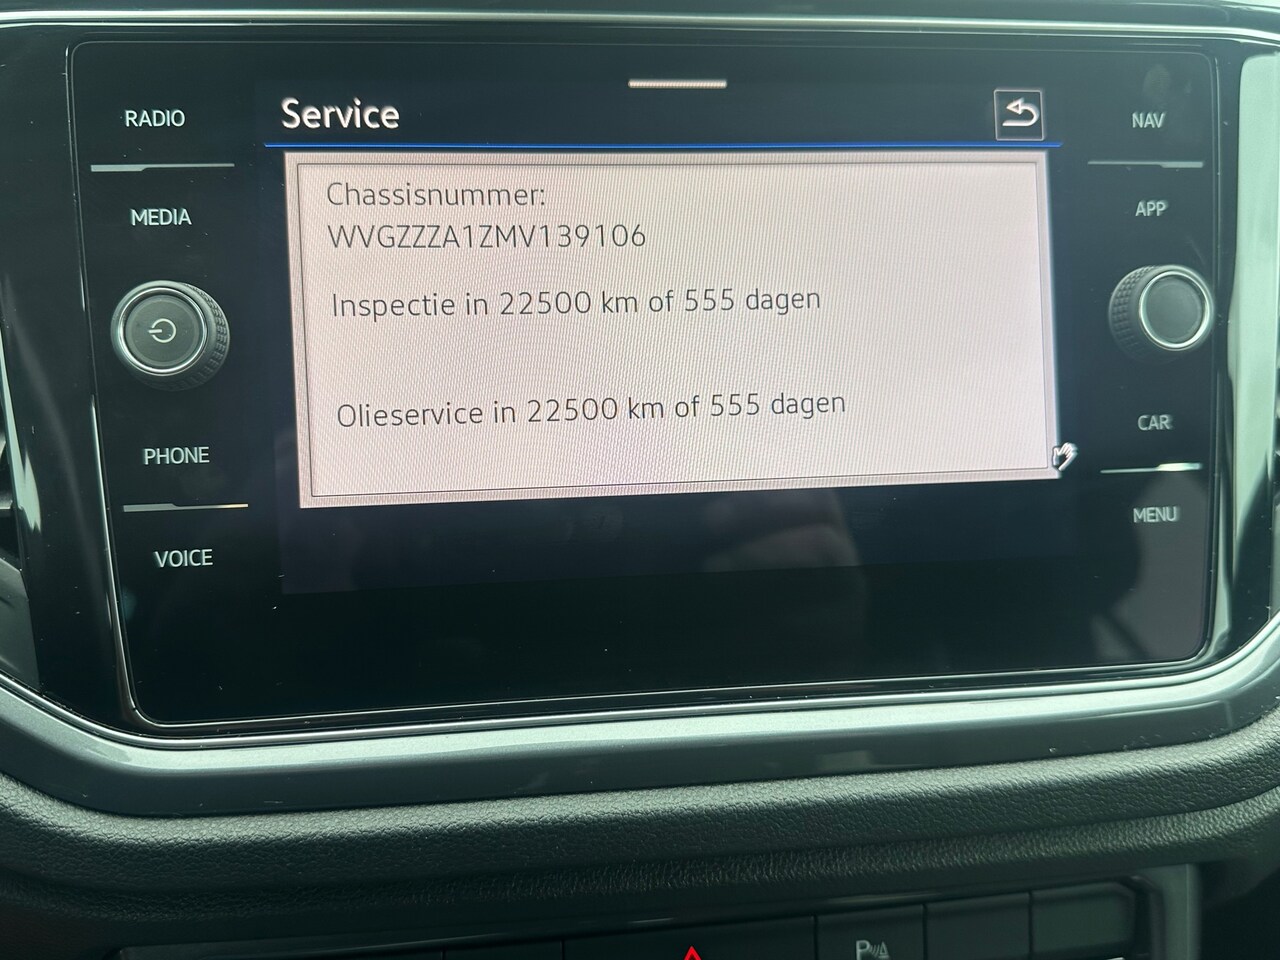 RADIO
MEDIA
PHONE
VOICE
Service
Chassisnummer:
WVGZZZA1ZMV139106
Inspectie in 22500 km of 555 dagen
Olieservice in 22500 km of 555 dagen
NAV
APP
CAR
MENU
P